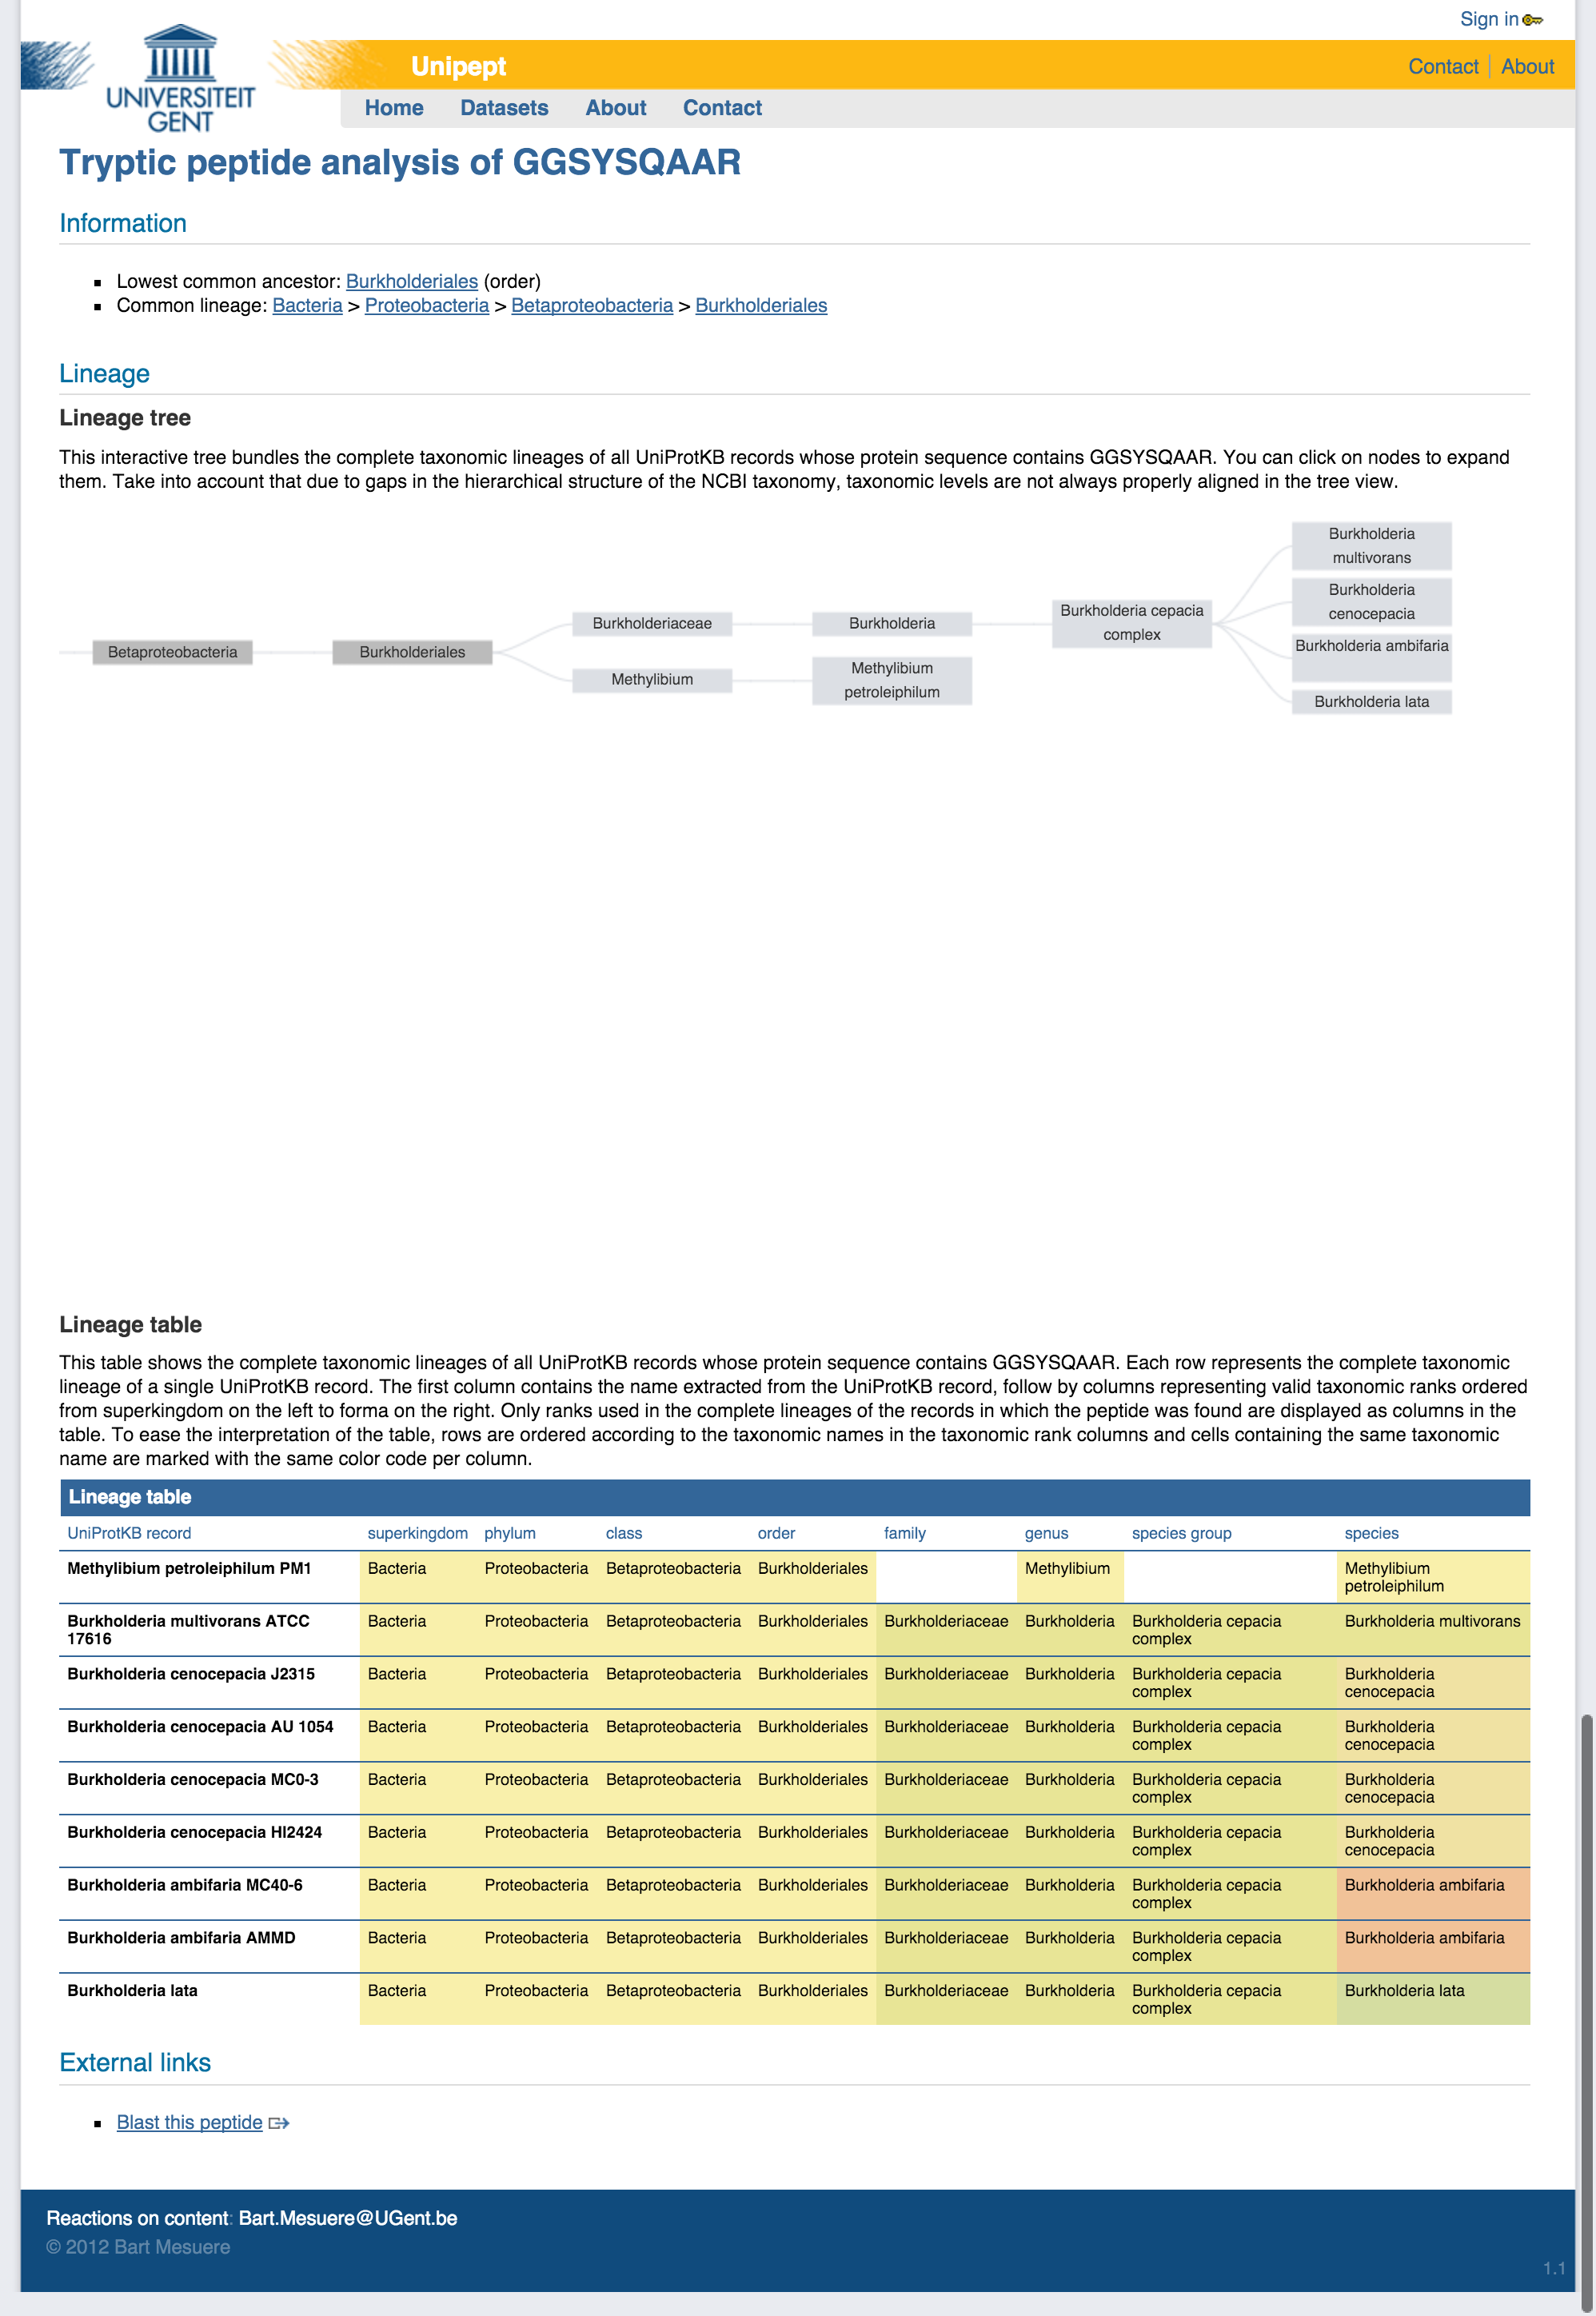 Sign in
UNIVERSITEIT
GENT
Unipept
Contact About
Home Datasets About Contact
Tryptic peptide analysis of GGSYSQAAR
Information
Lowest common ancestor: Burkholderiales (order)
Common lineage: Bacteria > Proteobacteria > Betaproteobacteria > Burkholderiales
Lineage
Lineage tree
This interactive tree bundles the complete taxonomic lineages of all UniProtKB records whose protein sequence contains GGSYSQAAR. You can click on nodes to expand
them. Take into account that due to gaps in the hierarchical structure of the NCBI taxonomy, taxonomic levels are not always properly aligned in the tree view.
Betaproteobacteria
Burkholderiales
Burkholderiaceae
Methylibium
Burkholderia
Methylibium
petroleiphilum
Burkholderia cepacia
complex
Burkholderia
multivorans
Burkholderia
cenocepacia
Burkholderia ambifaria
Burkholderia lata
Lineage table
This table shows the complete taxonomic lineages of all UniProtKB records whose protein sequence contains GGSYSQAAR. Each row represents the complete taxonomic
lineage of a single UniProtKB record. The first column contains the name extracted from the UniProtKB record, follow by columns representing valid taxonomic ranks ordered
from superkingdom on the left to forma on the right. Only ranks used in the complete lineages of the records in which the peptide was found are displayed as columns in the
table. To ease the interpretation of the table, rows are ordered according to the taxonomic names in the taxonomic rank columns and cells containing the same taxonomic
name are marked with the same color code per column.
Lineage table
UniProtKB record superkingdom phylum class order family genus species group species
Methylibium petroleiphilum PM1 Bacteria Proteobacteria Betaproteobacteria Burkholderiales Methylibium Methylibium
petroleiphilum
Burkholderia multivorans ATCC Bacteria Proteobacteria Betaproteobacteria Burkholderiales Burkholderiaceae Burkholderia Burkholderia cepacia Burkholderia multivorans
17616 complex
Burkholderia cenocepacia J2315 Bacteria Proteobacteria Betaproteobacteria Burkholderiales Burkholderiaceae Burkholderia Burkholderia cepacia Burkholderia
complex cenocepacia
Burkholderia cenocepacia AU 1054 Bacteria Proteobacteria Betaproteobacteria Burkholderiales Burkholderiaceae Burkholderia Burkholderia cepacia Burkholderia
complex cenocepacia
Burkholderia cenocepacia MC0-3 Bacteria Proteobacteria Betaproteobacteria Burkholderiales Burkholderiaceae Burkholderia Burkholderia cepacia Burkholderia
complex cenocepacia
Burkholderia cenocepacia HI2424 Bacteria Proteobacteria Betaproteobacteria Burkholderiales Burkholderiaceae Burkholderia Burkholderia cepacia Burkholderia
complex cenocepacia
Burkholderia ambifaria MC40-6 Bacteria Proteobacteria Betaproteobacteria Burkholderiales Burkholderiaceae Burkholderia Burkholderia cepacia Burkholderia ambifaria
complex
Burkholderia ambifaria AMMD Bacteria Proteobacteria Betaproteobacteria Burkholderiales Burkholderiaceae Burkholderia Burkholderia cepacia Burkholderia ambifaria
complex
Burkholderia lata Bacteria Proteobacteria Betaproteobacteria Burkholderiales Burkholderiaceae Burkholderia Burkholderia cepacia Burkholderia lata
complex
External links
Blast this peptide
Reactions on content: Bart.Mesuere@UGent.be
© 2012 Bart Mesuere
1.1